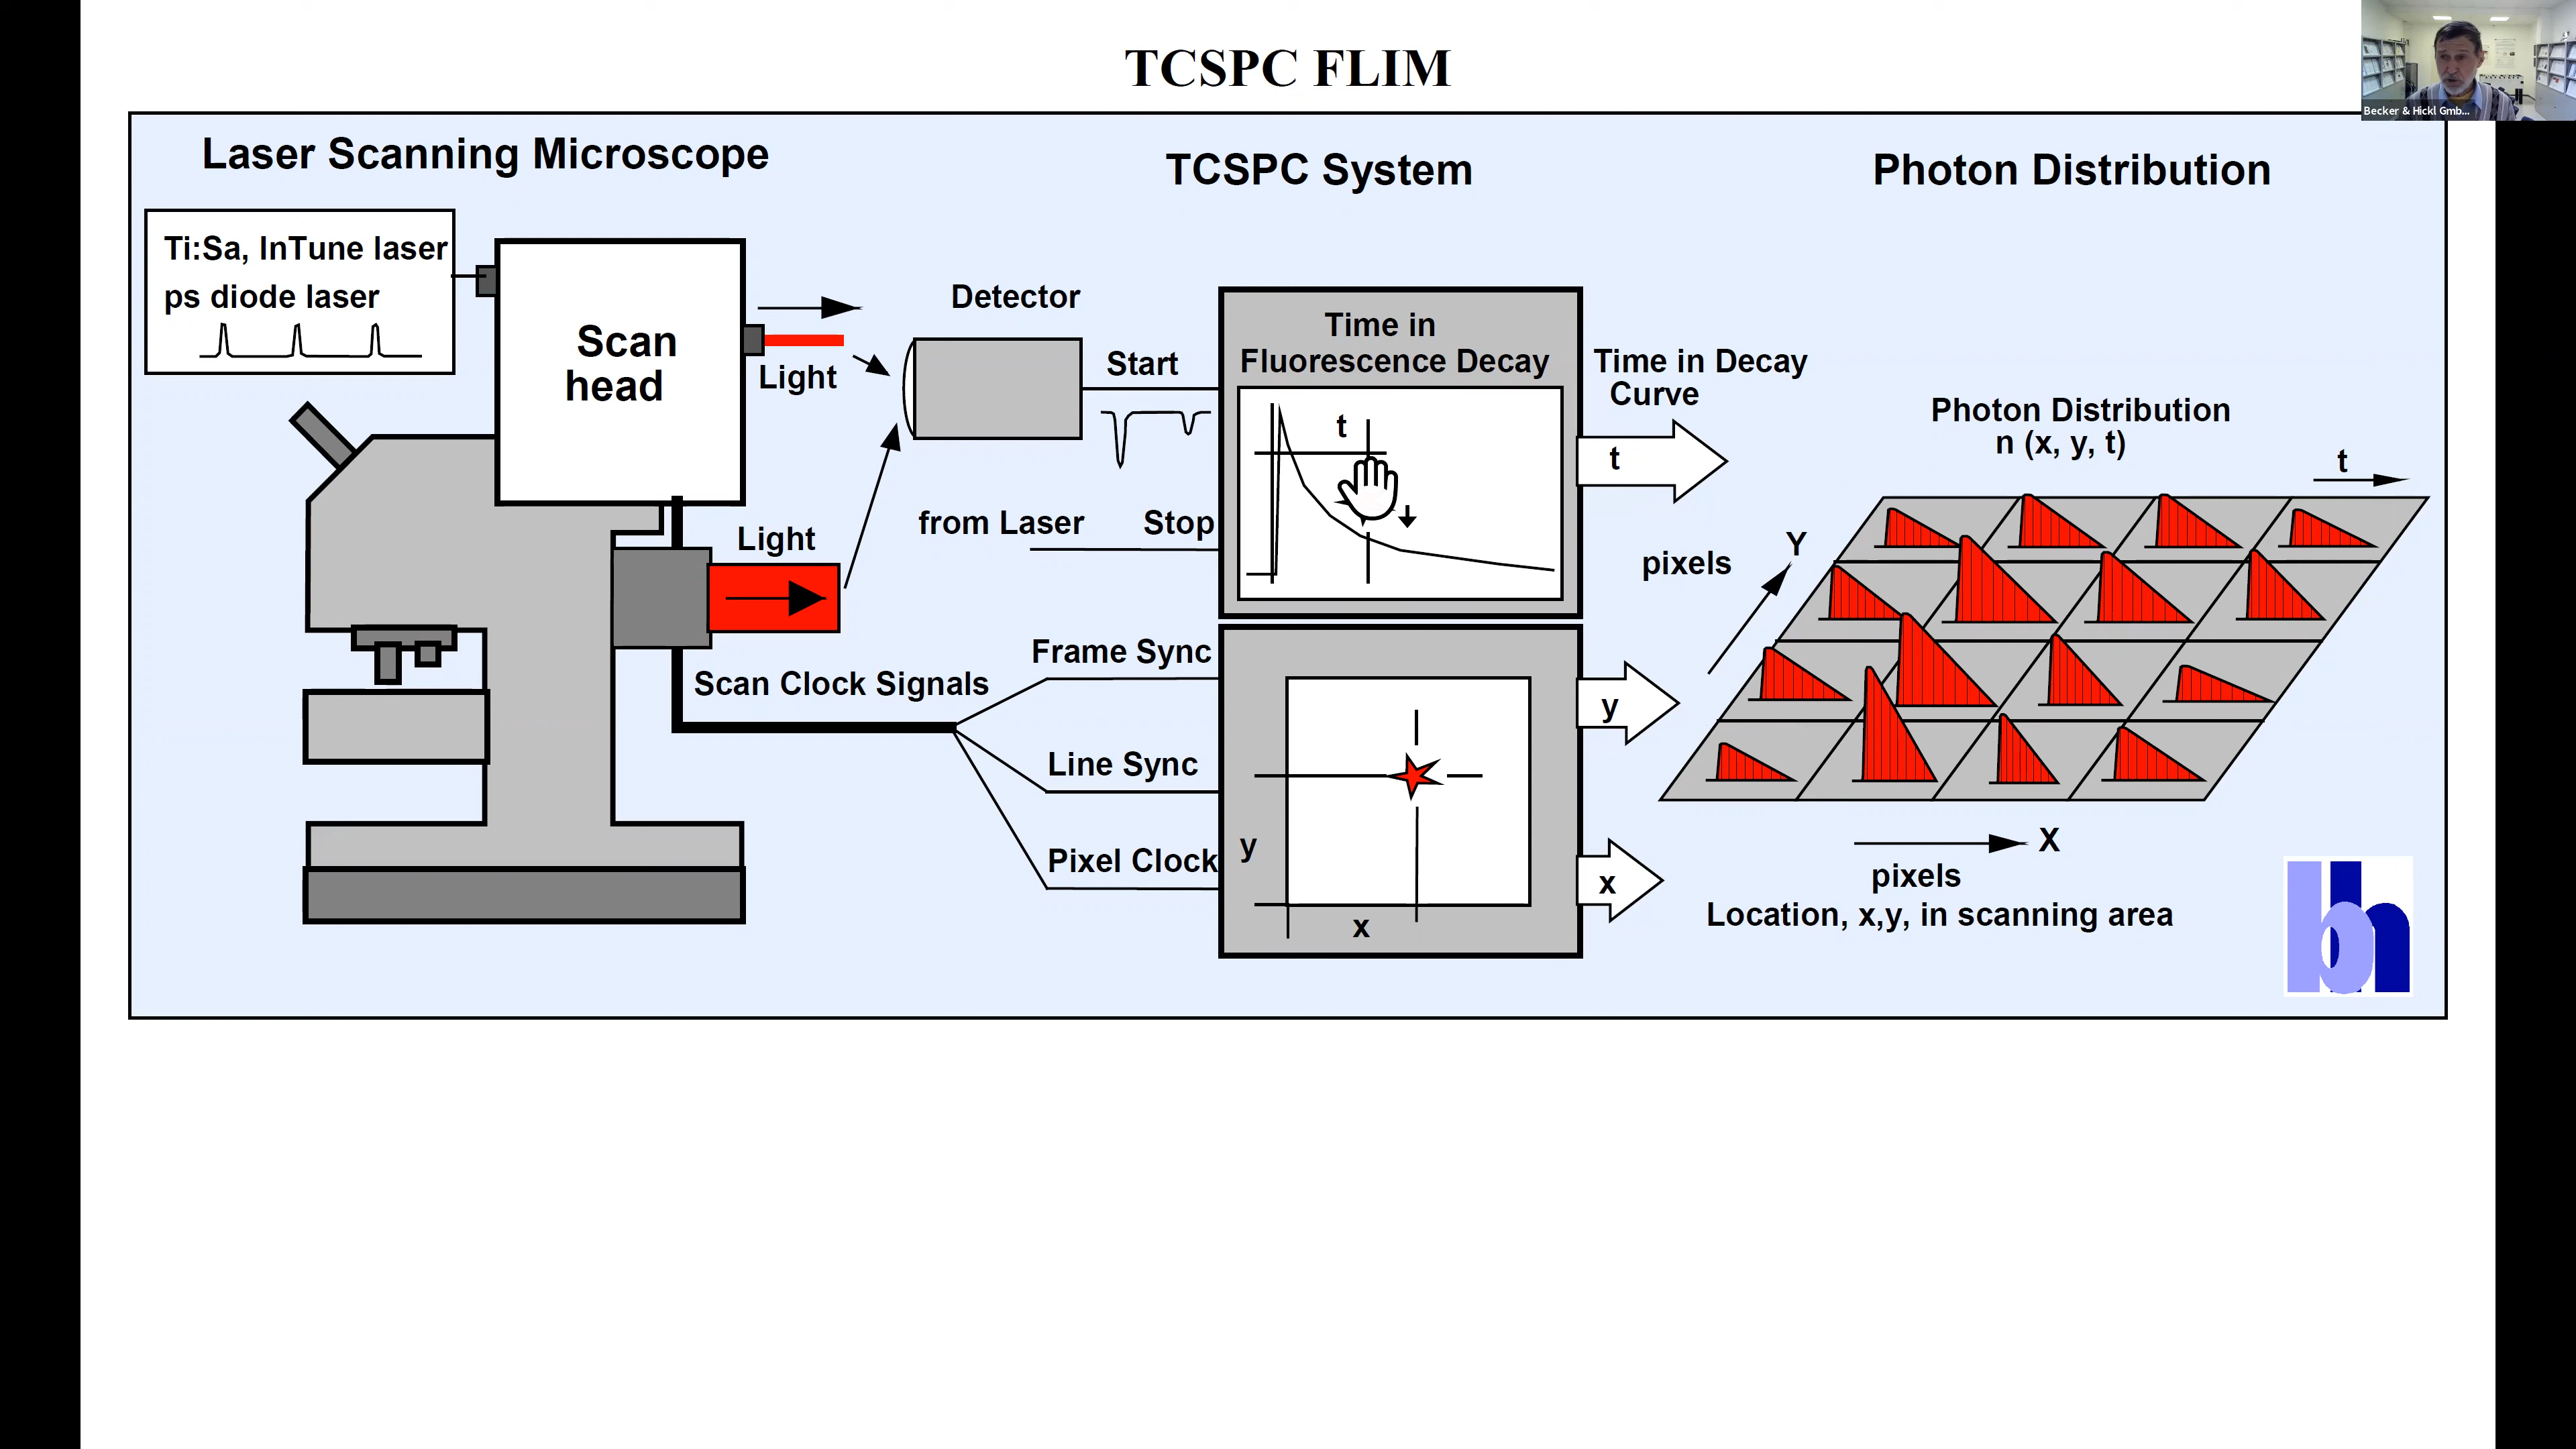 TCSPC FLIM
Becker & Hickl Gmb...
Laser Scanning Microscope
TCSPC System
Photon Distribution
Ti:Sa, InTune laser
ps diode laser
Scan
head
Light
Detector
Start
from Laser
Stop
Light
Scan Clock Signals
Frame Sync
Line Sync
Pixel Clock
Time in
Fluorescence Decay
t
y
x
Time in Decay
Curve
t
y
x
Photon Distribution
n (x, y, t)
t
Y
pixels
X
pixels
Location, x,y, in scanning area
bh